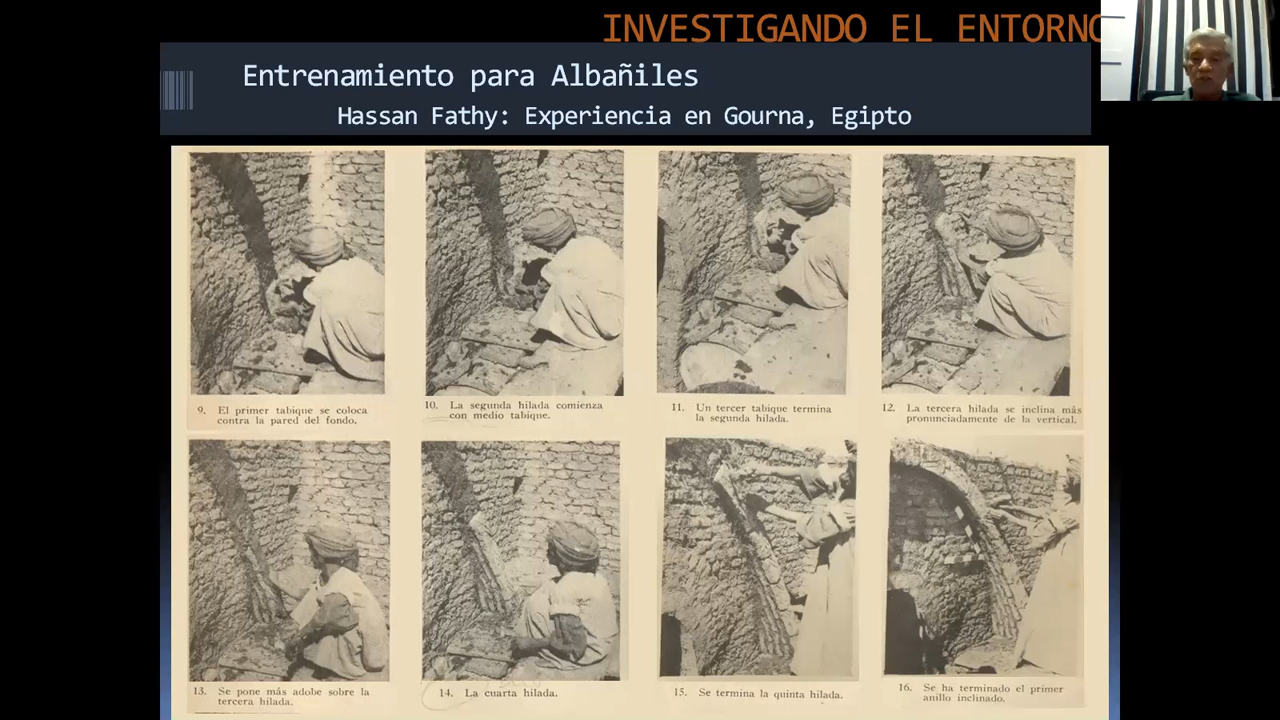 INVESTIGANDO EL ENTORNO
Entrenamiento para Albañiles
Hassan Fathy: Experiencia en Gourna, Egipto
9. El primer tabique se coloca
contra la pared del fondo.
10. La segunda hilada comienza
con medio tabique.
11. Un tercer tabique termina
la segunda hilada.
12. La tercera hilada se inclina más
pronunciadamente de la vertical.
13. Se pone más adobe sobre la
tercera hilada.
14. La cuarta hilada.
15. Se termina la quinta hilada.
16. Se ha terminado el primer
anillo inclinado.